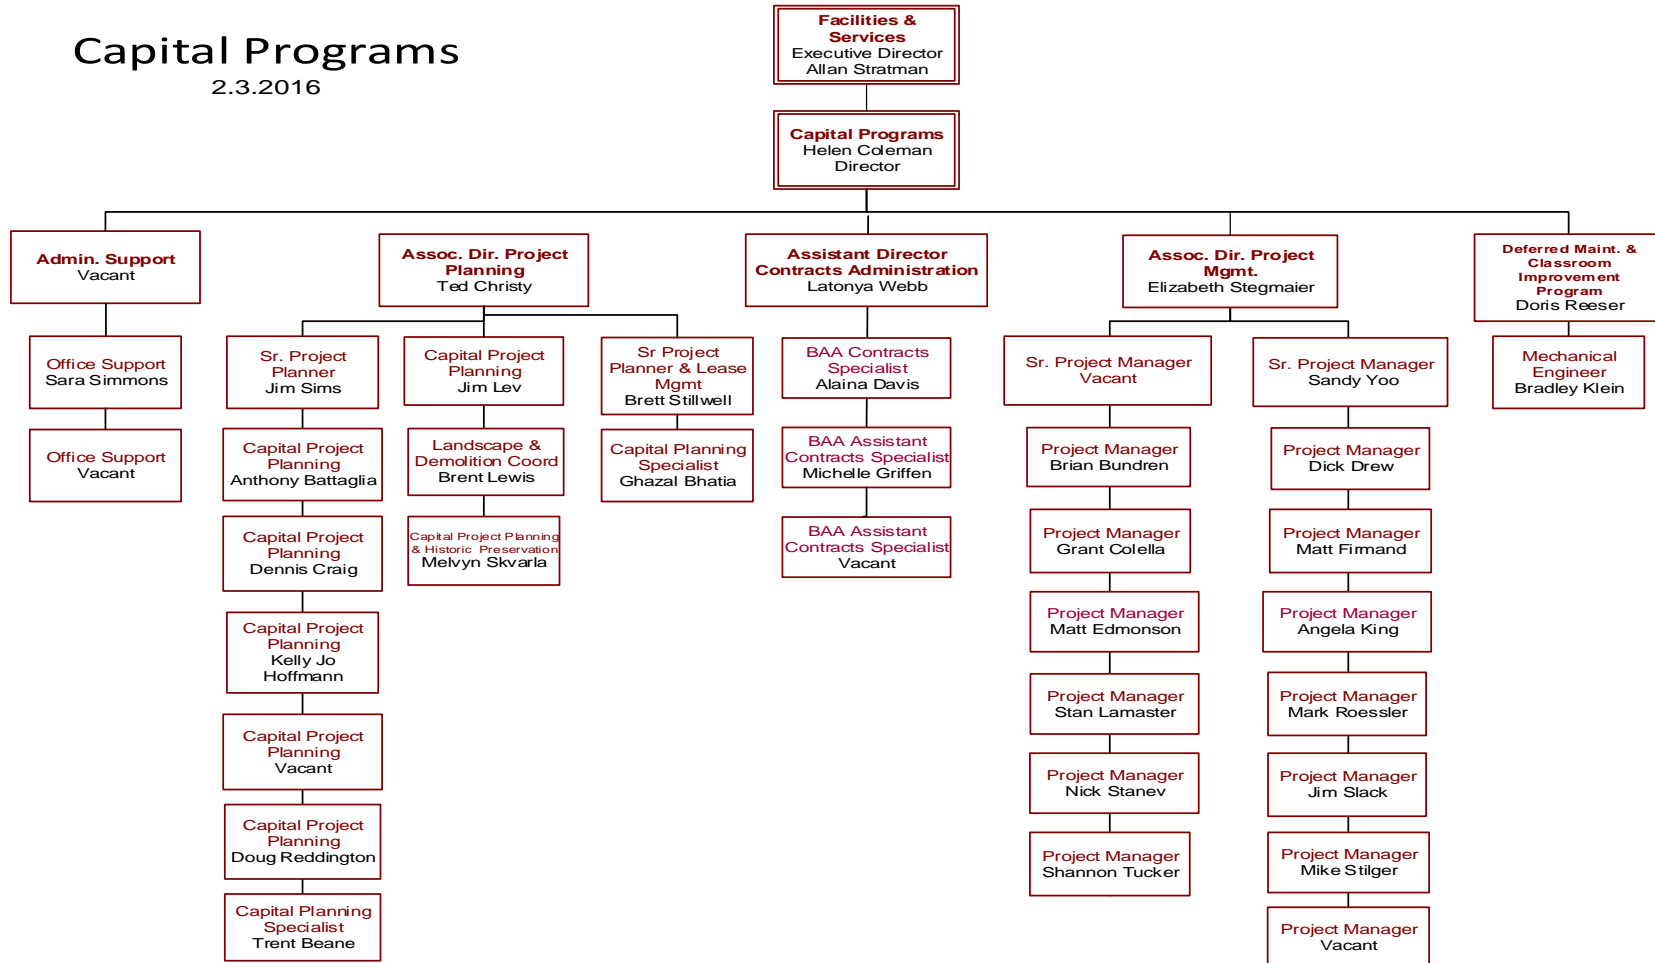 Capital Programs
2.3.2016
Facilities &
Services
Executive Director
Allan Stratman
Capital Programs
Helen Coleman
Director
Admin. Support
Vacant
Office Support
Sara Simmons
Office Support
Vacant
Assoc. Dir. Project
Planning
Ted Christy
Sr. Project
Planner
Jim Sims
Capital Project
Planning
Anthony Battaglia
Capital Project
Planning
Dennis Craig
Capital Project
Planning
Kelly Jo
Hoffmann
Capital Project
Planning
Vacant
Capital Project
Planning
Doug Reddington
Capital Planning
Specialist
Trent Beane
Capital Project
Planning
Jim Lev
Landscape &
Demolition Coord
Brent Lewis
Capital Project Planning
& Historic Preservation
Melvyn Skvarla
Sr Project
Planner & Lease
Mgmt
Brett Stillwell
Capital Planning
Specialist
Ghazal Bhatia
Assistant Director
Contracts Administration
Latonya Webb
BAA Contracts
Specialist
Alaina Davis
BAA Assistant
Contracts Specialist
Michelle Griffen
BAA Assistant
Contracts Specialist
Vacant
Assoc. Dir. Project
Mgmt.
Elizabeth Stegmaier
Sr. Project Manager
Vacant
Project Manager
Brian Bundren
Project Manager
Grant Colella
Project Manager
Matt Edmonson
Project Manager
Stan Lamaster
Project Manager
Nick Stanev
Project Manager
Shannon Tucker
Sr. Project Manager
Sandy Yoo
Project Manager
Dick Drew
Project Manager
Matt Firmand
Project Manager
Angela King
Project Manager
Mark Roessler
Project Manager
Jim Slack
Project Manager
Mike Stilger
Project Manager
Vacant
Deferred Maint. &
Classroom
Improvement
Program
Doris Reeser
Mechanical
Engineer
Bradley Klein